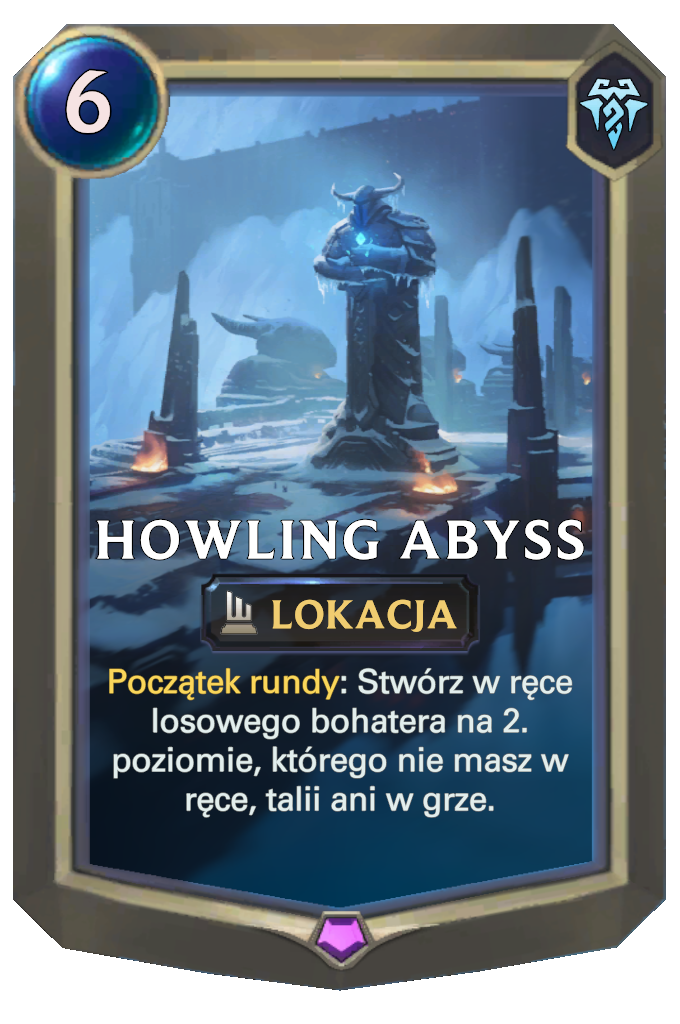 6
HOWLING ABYSS
LOKACJA
Początek rundy: Stwórz w ręce
losowego bohatera na 2.
poziomie, którego nie masz w
ręce, talii ani w grze.